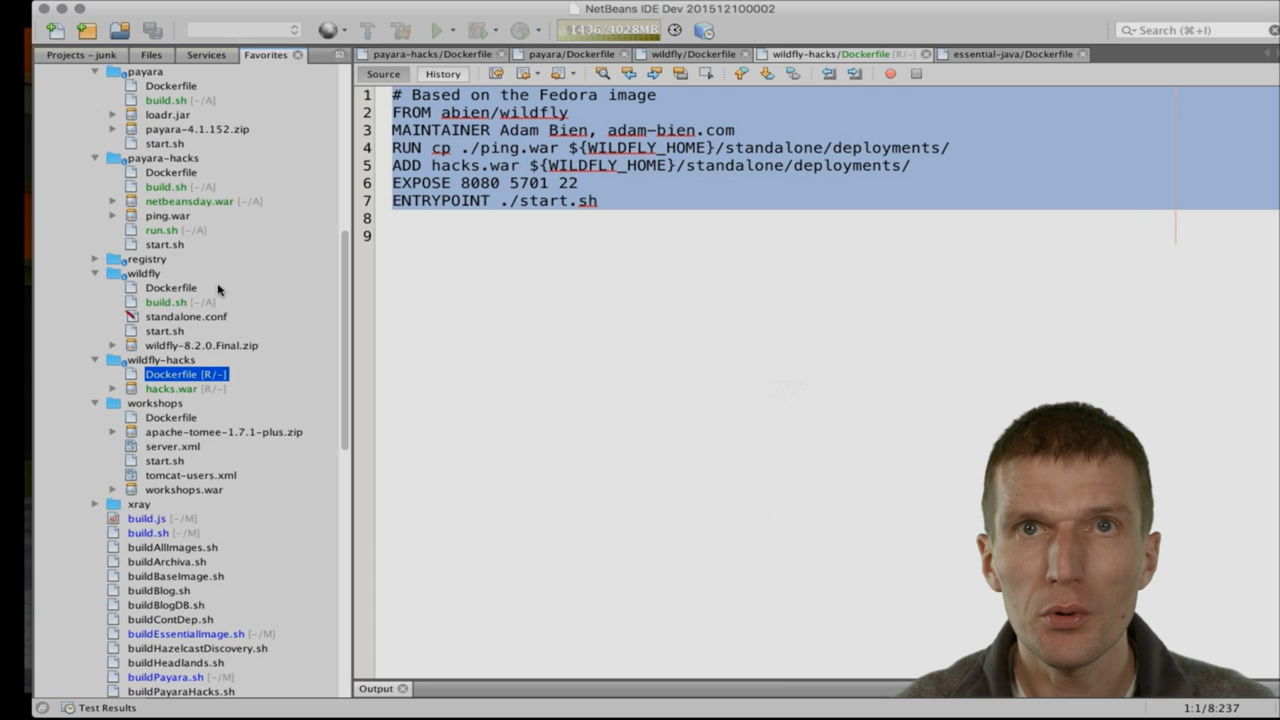 NetBeans IDE Dev 201512100002
1436/4028MB
Search (⌘+I)
Projects – junk
Files
Services
Favorites
payara-hacks/Dockerfile
payara/Dockerfile
wildfly/Dockerfile
wildfly-hacks/Dockerfile [R/-]
essential-java/Dockerfile
Source
History
payara
Dockerfile
build.sh [-/A]
loadr.jar
payara-4.1.152.zip
start.sh
payara-hacks
Dockerfile
build.sh [-/A]
netbeansday.war [-/A]
ping.war
run.sh [-/A]
start.sh
registry
wildfly
Dockerfile
build.sh [-/A]
standalone.conf
start.sh
wildfly-8.2.0.Final.zip
wildfly-hacks
Dockerfile [R/-]
hacks.war [R/-]
workshops
Dockerfile
apache-tomee-1.7.1-plus.zip
server.xml
start.sh
tomcat-users.xml
workshops.war
xray
build.js [-/M]
build.sh [-/M]
buildAllImages.sh
buildArchiva.sh
buildBaseImage.sh
buildBlog.sh
buildBlogDB.sh
buildContDep.sh
buildEssentialImage.sh [-/M]
buildHazelcastDiscovery.sh
buildHeadlands.sh
buildPayara.sh [-/M]
buildPayaraHacks.sh
1 # Based on the Fedora image
2 FROM abien/wildfly
3 MAINTAINER Adam Bien, adam-bien.com
4 RUN cp ./ping.war ${WILDFLY_HOME}/standalone/deployments/
5 ADD hacks.war ${WILDFLY_HOME}/standalone/deployments/
6 EXPOSE 8080 5701 22
7 ENTRYPOINT ./start.sh
8
9
Output
Test Results
1:1/8:237